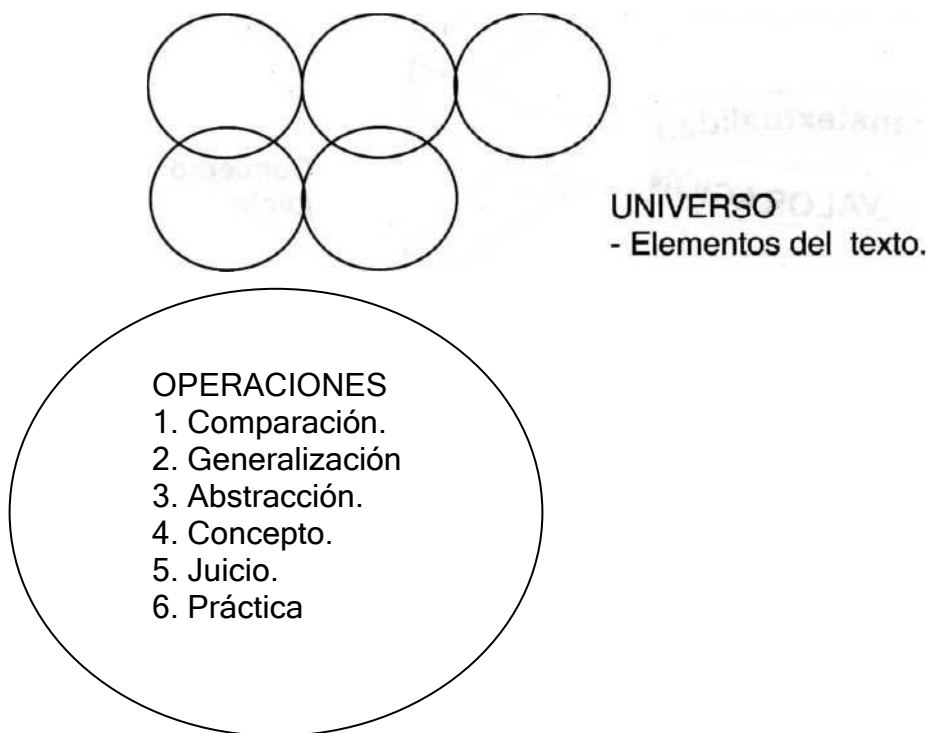 UNIVERSO
- Elementos del texto.
OPERACIONES
1. Comparación.
2. Generalización
3. Abstracción.
4. Concepto.
5. Juicio.
6. Práctica